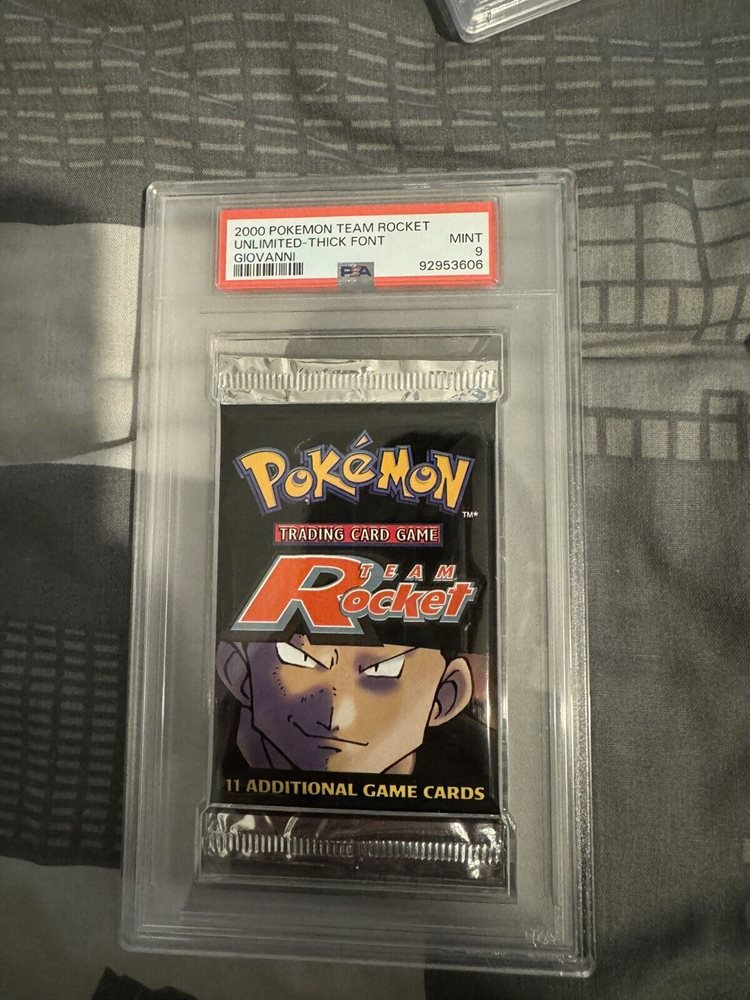 2000 POKEMON TEAM ROCKET
UNLIMITED-THICK FONT MINT
GIOVANNI 9
PSA 92953606
POKéMON
TM*
TRADING CARD GAME
TEAM
Rocket
11 ADDITIONAL GAME CARDS